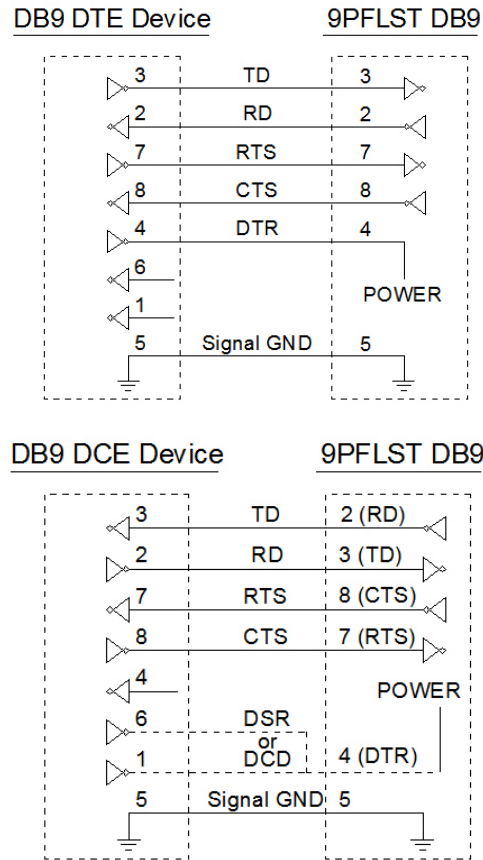 DB9 DTE Device 9PFLST DB9
3 TD 3
2 RD 2
7 RTS 7
8 CTS 8
4 DTR 4
6
POWER
1
5 Signal GND 5
DB9 DCE Device 9PFLST DB9
3 TD 2 (RD)
2 RD 3 (TD)
7 RTS 8 (CTS)
8 CTS 7 (RTS)
4 POWER
6 DSR
or
1 DCD 4 (DTR)
5 Signal GND 5